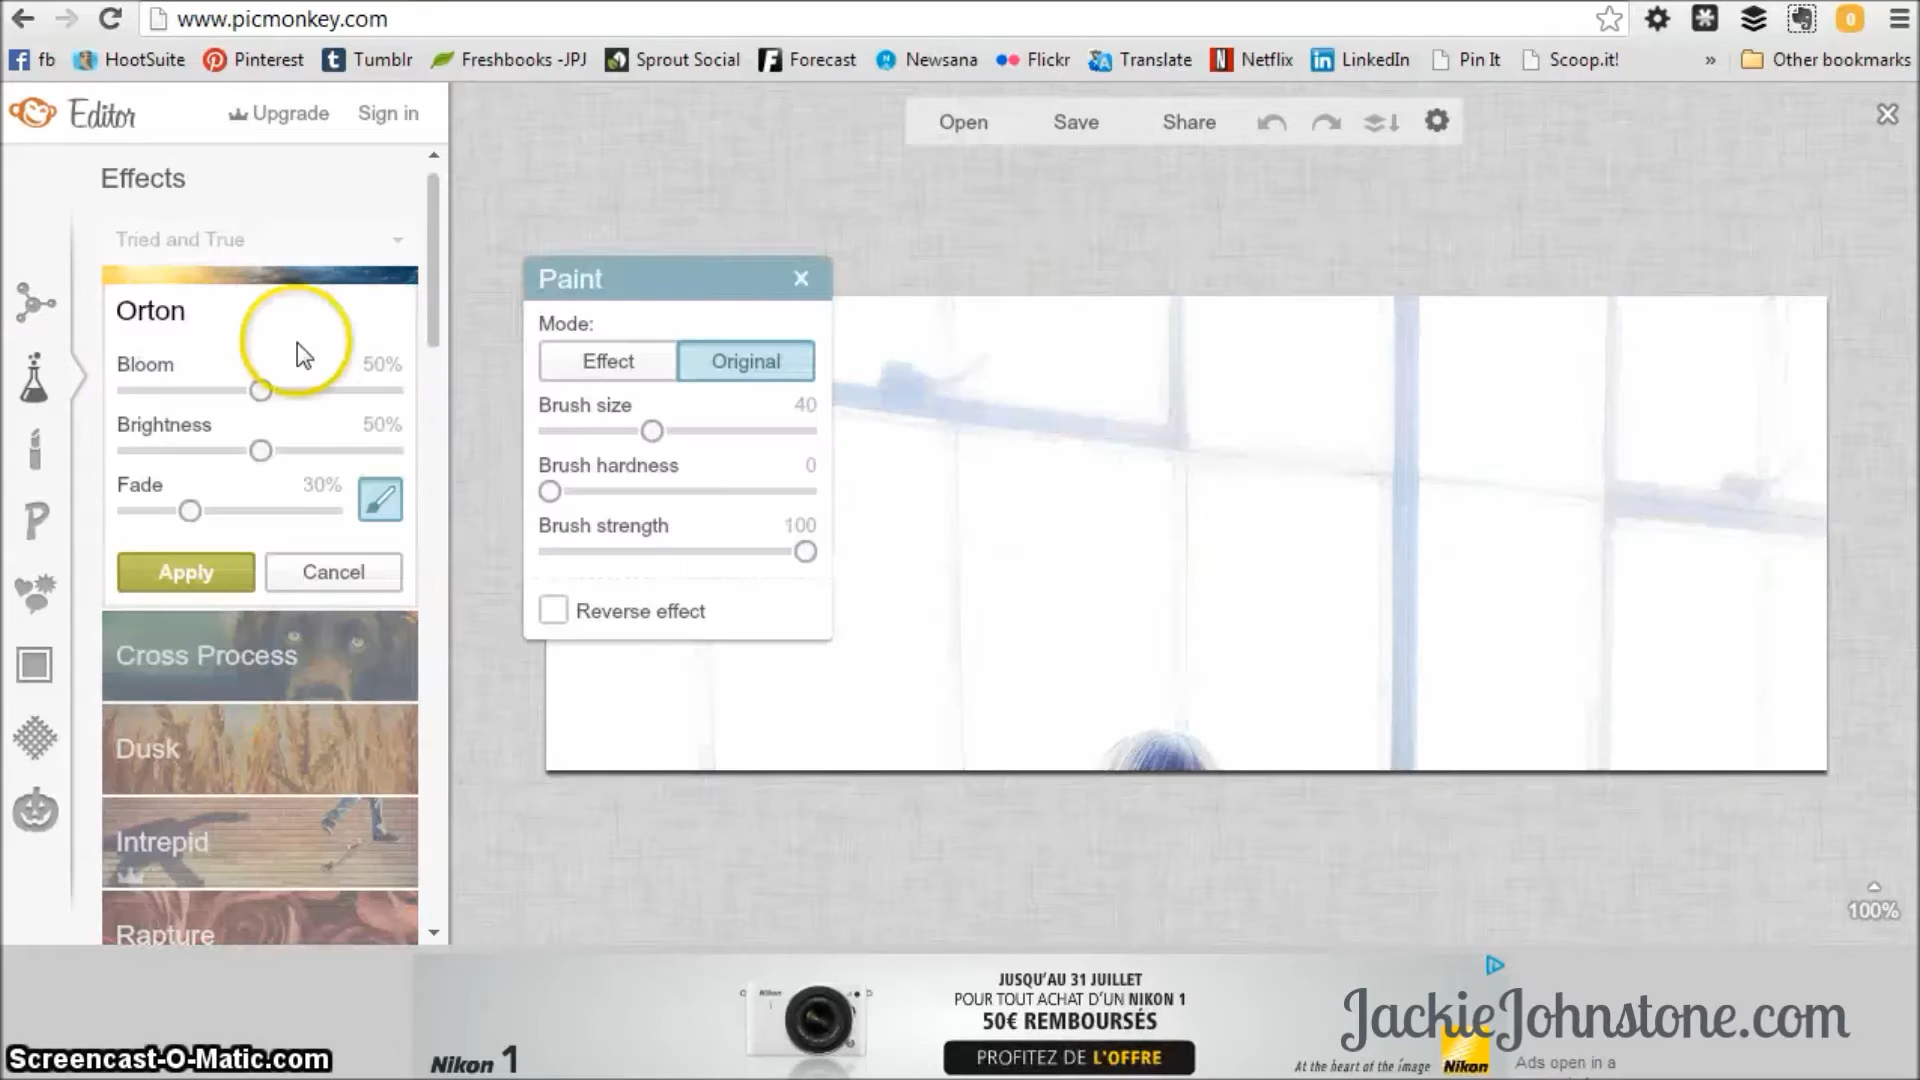 www.picmonkey.com
0
fb HootSuite Pinterest Tumblr Freshbooks -JPJ Sprout Social Forecast Newsana Flickr Translate Netflix LinkedIn Pin It Scoop.it! » Other bookmarks
Editor Upgrade Sign in
Open Save Share
Effects
Tried and True
Orton
Bloom 50%
Brightness 50%
Fade 30%
Apply Cancel
Cross Process
Dusk
Intrepid
Rapture
Paint
Mode:
Effect Original
Brush size 40
Brush hardness 0
Brush strength 100
Reverse effect
100%
JUSQU'AU 31 JUILLET
POUR TOUT ACHAT D'UN NIKON 1
50€ REMBOURSÉS
PROFITEZ DE L'OFFRE
Nikon 1
Nikon
At the heart of the image
Nikon
JackieJohnstone.com
Ads open in a
Screencast-O-Matic.com